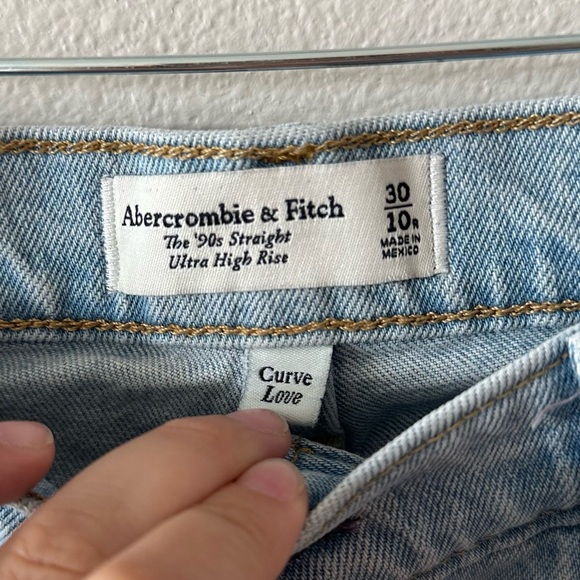 Abercrombie & Fitch
The '90s Straight
Ultra High Rise
30
10R
MADE IN
MEXICO
Curve
Love